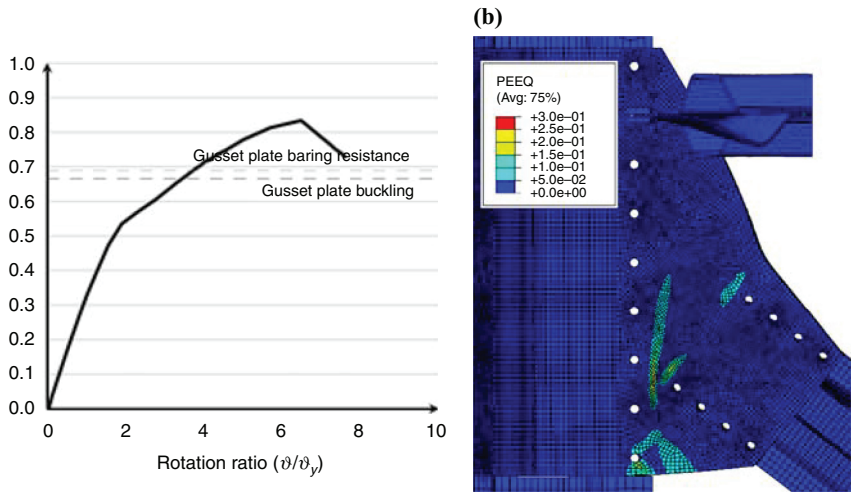 (b)
1.0
0.9
0.8
0.7
0.6
0.5
0.4
0.3
0.2
0.1
0.0
Gusset plate baring resistance
Gusset plate buckling
0 2 4 6 8 10
Rotation ratio (ϑ/ϑy)
PEEQ
(Avg: 75%)
+3.0e–01
+2.5e–01
+2.0e–01
+1.5e–01
+1.0e–01
+5.0e–02
+0.0e+00